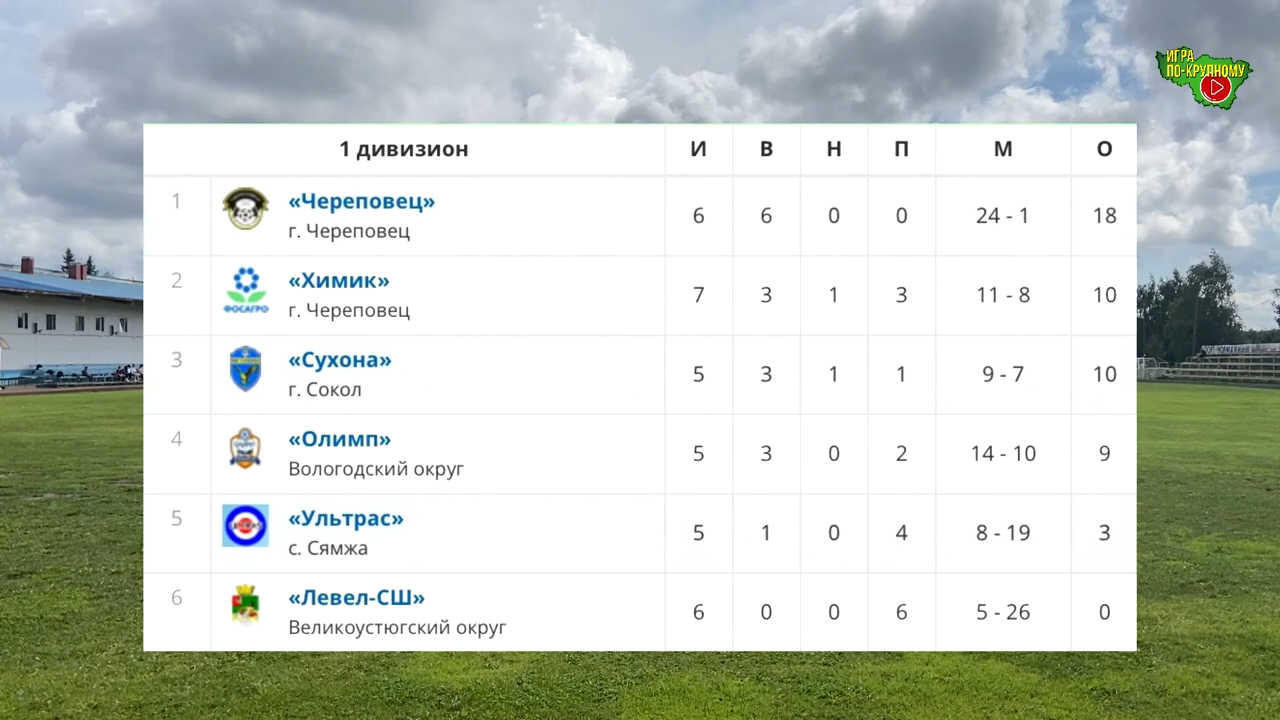 ИГРА
ПО-КРУПНОМУ
1 дивизион И В Н П М О
1 «Череповец» 6 6 0 0 24 - 1 18
г. Череповец
2 «Химик» 7 3 1 3 11 - 8 10
ФОСАГРО г. Череповец
3 «Сухона» 5 3 1 1 9 - 7 10
г. Сокол
4 «Олимп» 5 3 0 2 14 - 10 9
Вологодский округ
5 «Ультрас» 5 1 0 4 8 - 19 3
с. Сямжа
6 «Левел-СШ» 6 0 0 6 5 - 26 0
Великоустюгский округ